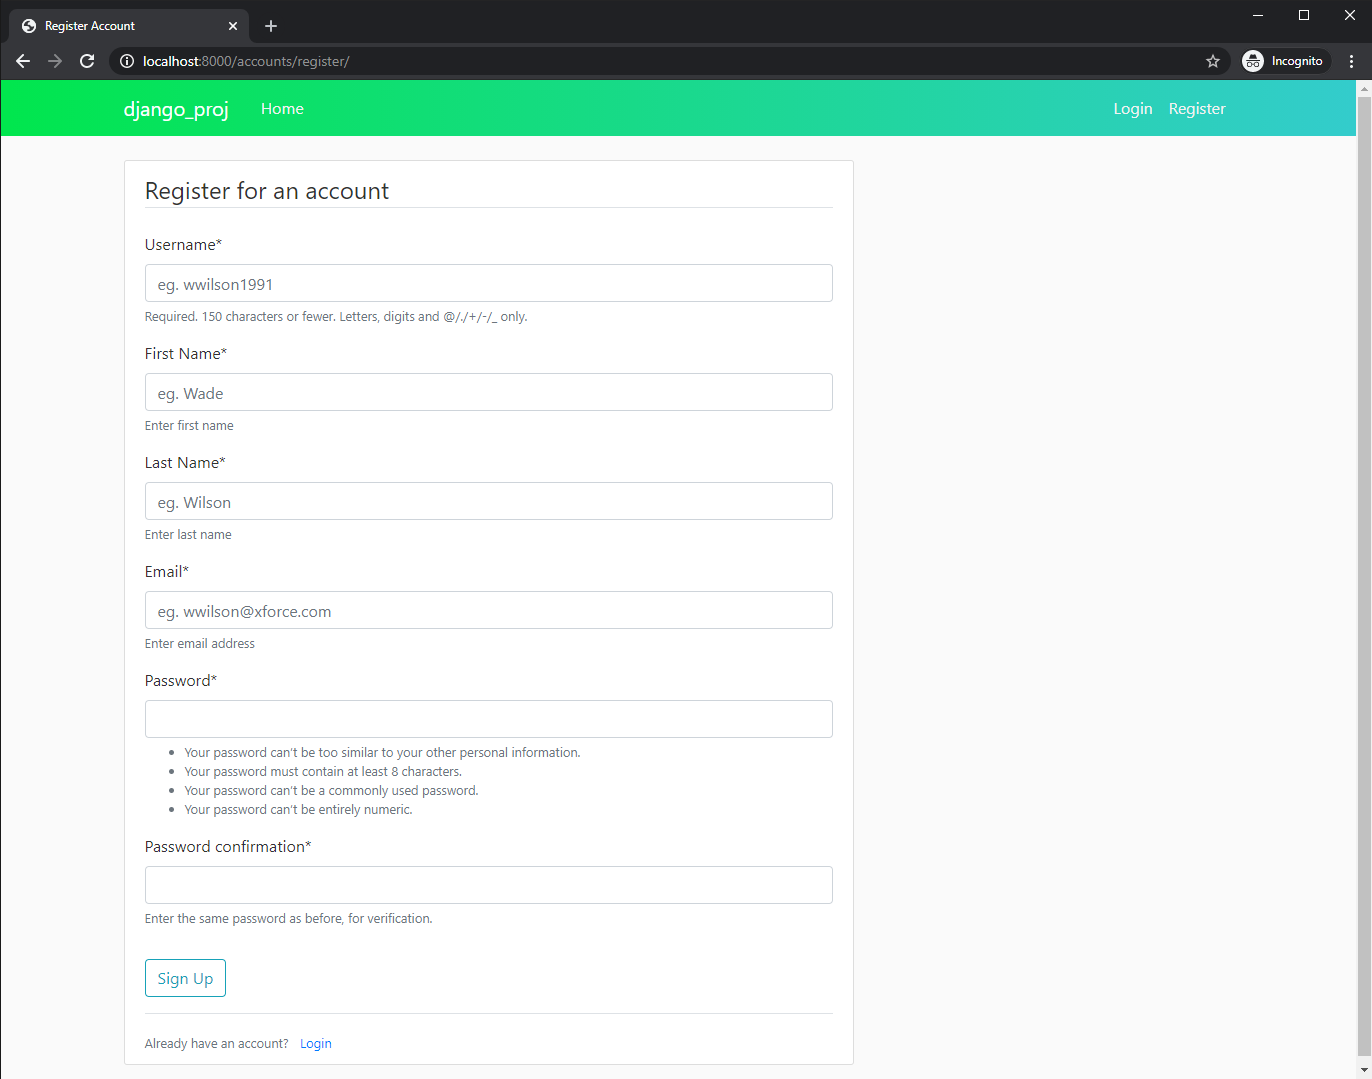 Register Account
localhost:8000/accounts/register/
Incognito
django_proj Home Login Register
Register for an account
Username*
eg. wwilson1991
Required. 150 characters or fewer. Letters, digits and @/./+/-/_ only.
First Name*
eg. Wade
Enter first name
Last Name*
eg. Wilson
Enter last name
Email*
eg. wwilson@xforce.com
Enter email address
Password*
Your password can't be too similar to your other personal information.
Your password must contain at least 8 characters.
Your password can't be a commonly used password.
Your password can't be entirely numeric.
Password confirmation*
Enter the same password as before, for verification.
Sign Up
Already have an account? Login